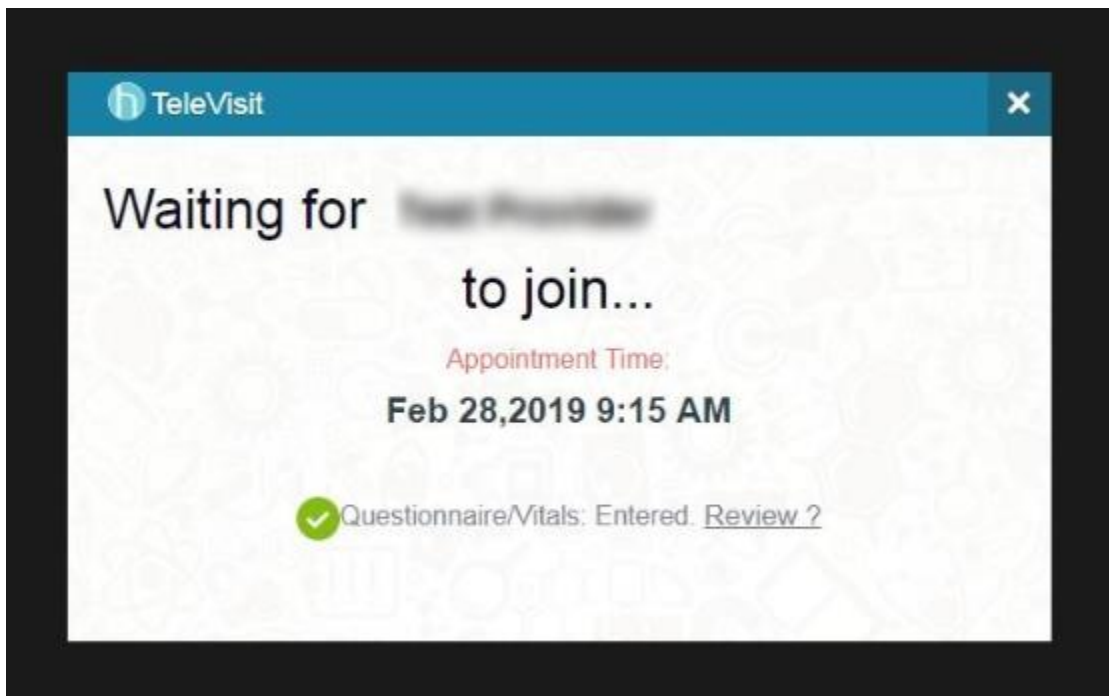 TeleVisit
Waiting for
to join...
Appointment Time:
Feb 28,2019 9:15 AM
Questionnaire/Vitals: Entered. Review ?